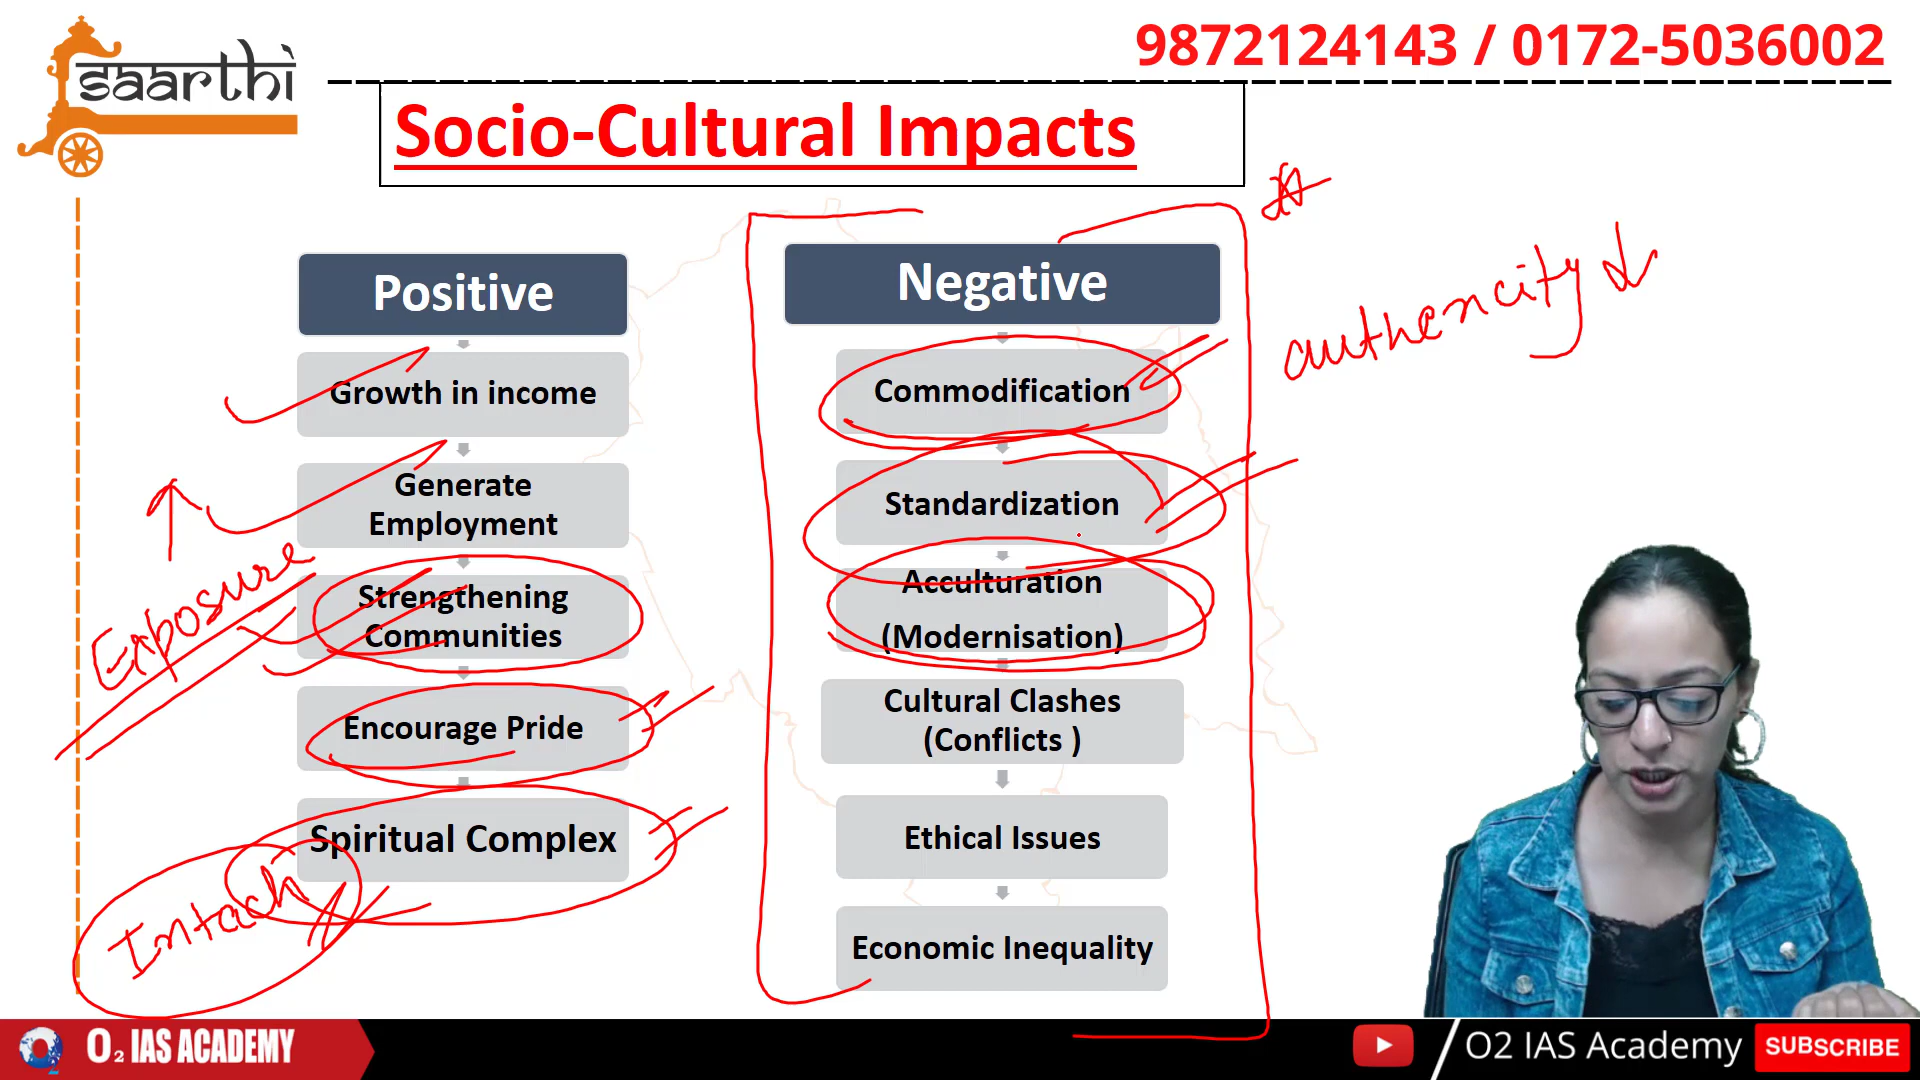 saarthi
9872124143 / 0172-5036002
Socio-Cultural Impacts
Positive
Growth in income
Generate
Employment
Strengthening
Communities
Encourage Pride
Spiritual Complex
Exposure
Intach
Negative
Commodification
Standardization
Acculturation
(Modernisation)
Cultural Clashes
(Conflicts )
Ethical Issues
Economic Inequality
authencity
O2 IAS ACADEMY
O2 IAS Academy
SUBSCRIBE